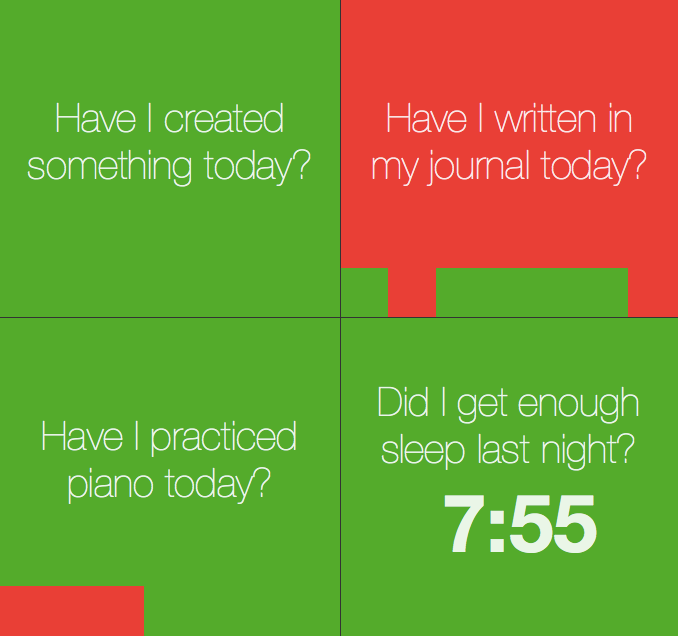 Have I created
something today?
Have I written in
my journal today?
Have I practiced
piano today?
Did I get enough
sleep last night?
7:55